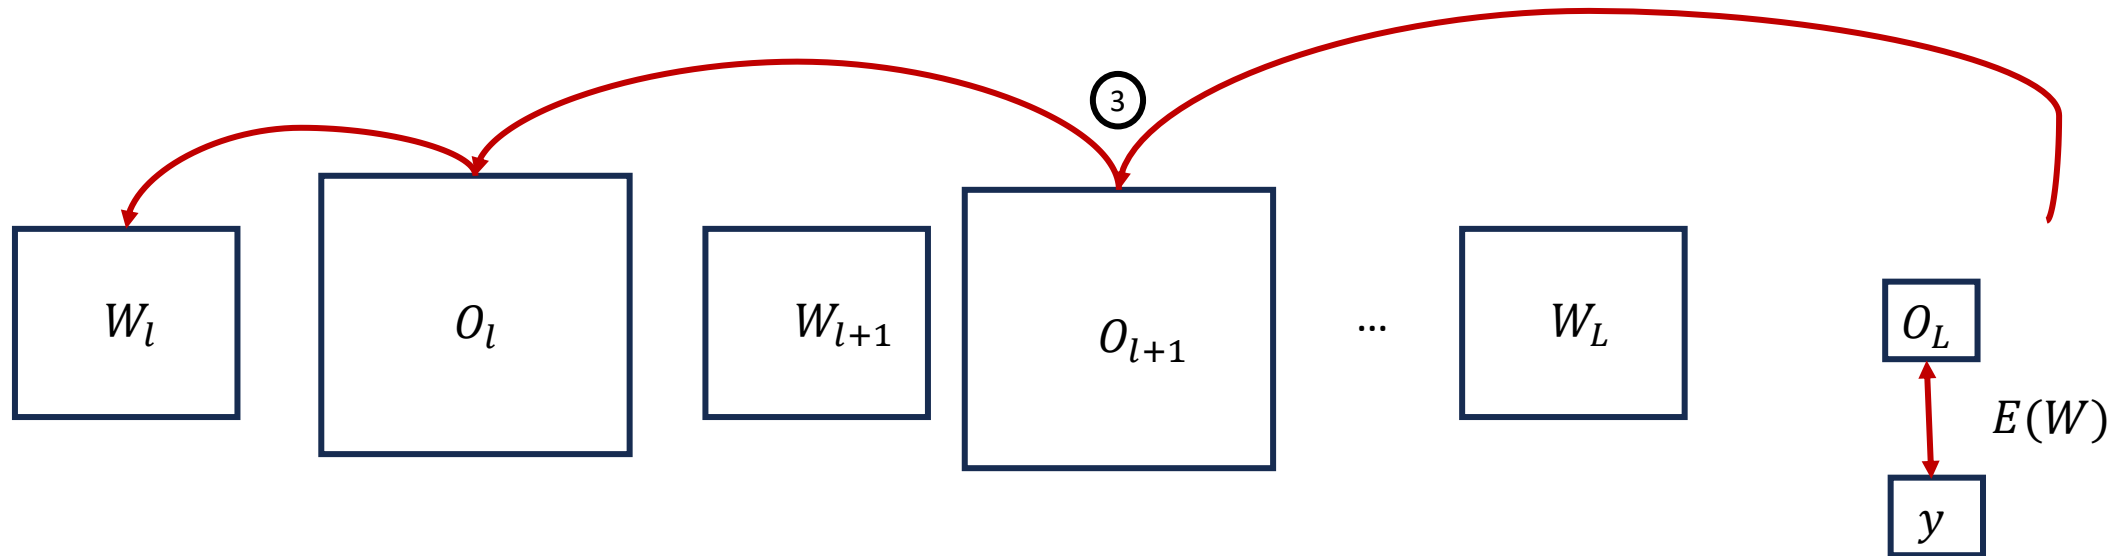 3
W_l
O_l
W_{l+1}
O_{l+1}
...
W_L
O_L
E(W)
y